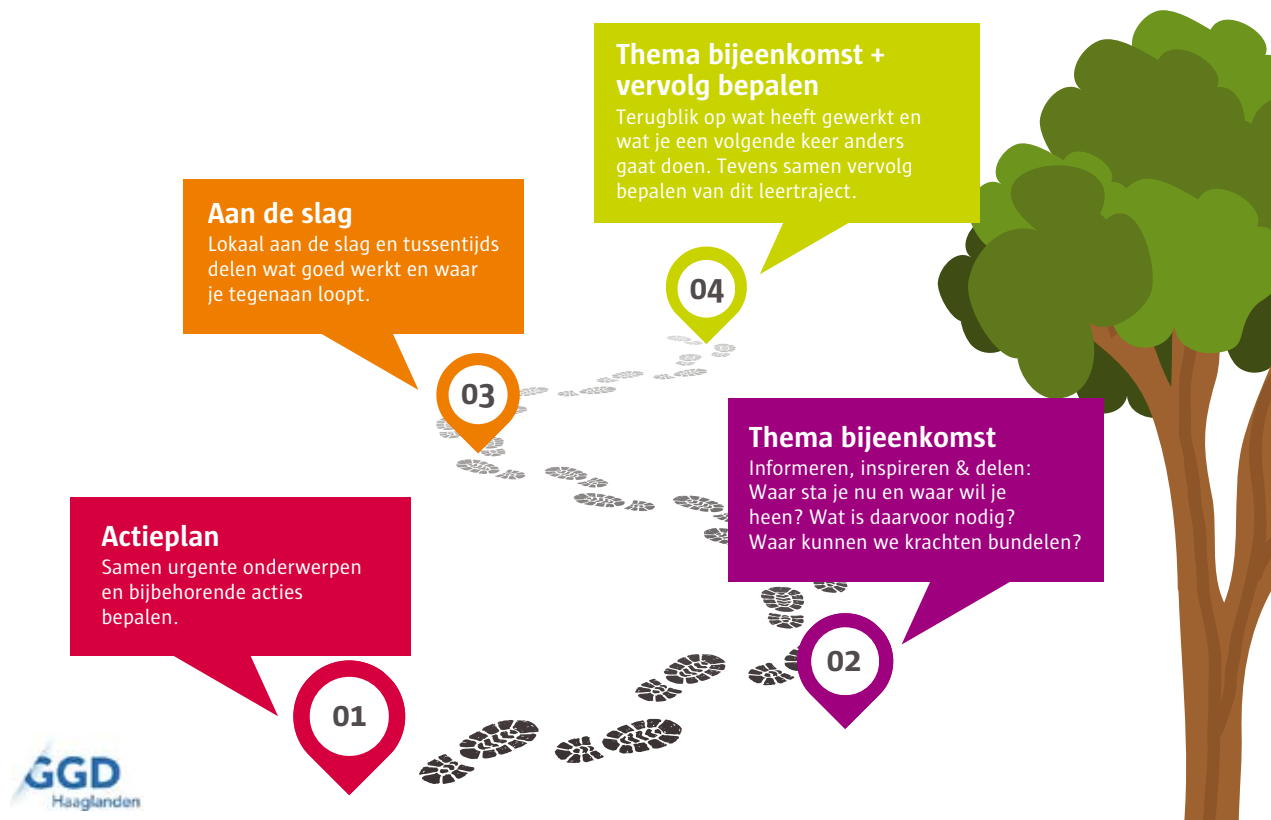 Thema bijeenkomst +
vervolg bepalen
Terugblik op wat heeft gewerkt en
wat je een volgende keer anders
gaat doen. Tevens samen vervolg
bepalen van dit leertraject.
04
Aan de slag
Lokaal aan de slag en tussentijds
delen wat goed werkt en waar
je tegenaan loopt.
03
Thema bijeenkomst
Informeren, inspireren & delen:
Waar sta je nu en waar wil je
heen? Wat is daarvoor nodig?
Waar kunnen we krachten bundelen?
02
Actieplan
Samen urgente onderwerpen
en bijbehorende acties
bepalen.
01
GGD
Haaglanden